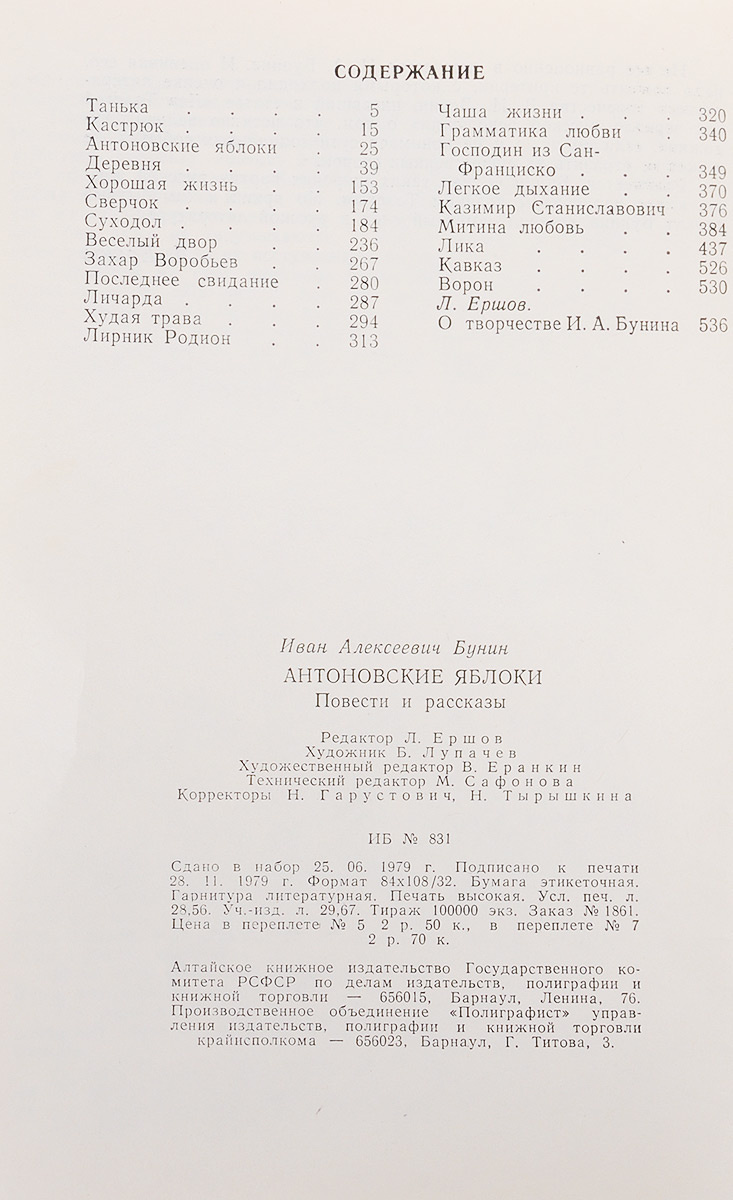 СОДЕРЖАНИЕ
Танька . . . . 5
Кастрюк . . . . 15
Антоновские яблоки . 25
Деревня . . . . 39
Хорошая жизнь . . 153
Сверчок . . . . 174
Суходол . . . . 184
Веселый двор . . 236
Захар Воробьев . . 267
Последнее свидание . 280
Личарда . . . . 287
Худая трава . . . 294
Лирник Родион . . 313
Чаша жизни . . . 320
Грамматика любви . 340
Господин из Сан-
Франциско . . . 349
Легкое дыхание . . 370
Казимир Станиславович 376
Митина любовь . . 384
Лика . . . . 437
Кавказ . . . . 526
Ворон . . . . 530
Л. Ершов.
О творчестве И. А. Бунина 536
Иван Алексеевич Бунин
АНТОНОВСКИЕ ЯБЛОКИ
Повести и рассказы
Редактор Л. Ершов
Художник Б. Лупачев
Художественный редактор В. Еранкин
Технический редактор М. Сафонова
Корректоры Н. Гарустович, Н. Тырышкина
ИБ № 831
Сдано в набор 25. 06. 1979 г. Подписано к печати
28. 11. 1979 г. Формат 84х108/32. Бумага этикеточная.
Гарнитура литературная. Печать высокая. Усл. печ. л.
28,56. Уч.-изд. л. 29,67. Тираж 100000 экз. Заказ № 1861.
Цена в переплете № 5 2 р. 50 к., в переплете № 7
2 р. 70 к.
Алтайское книжное издательство Государственного ко-
митета РСФСР по делам издательств, полиграфии и
книжной торговли — 656015, Барнаул, Ленина, 76.
Производственное объединение «Полиграфист» управ-
ления издательств, полиграфии и книжной торговли
крайисполкома — 656023, Барнаул, Г. Титова, 3.